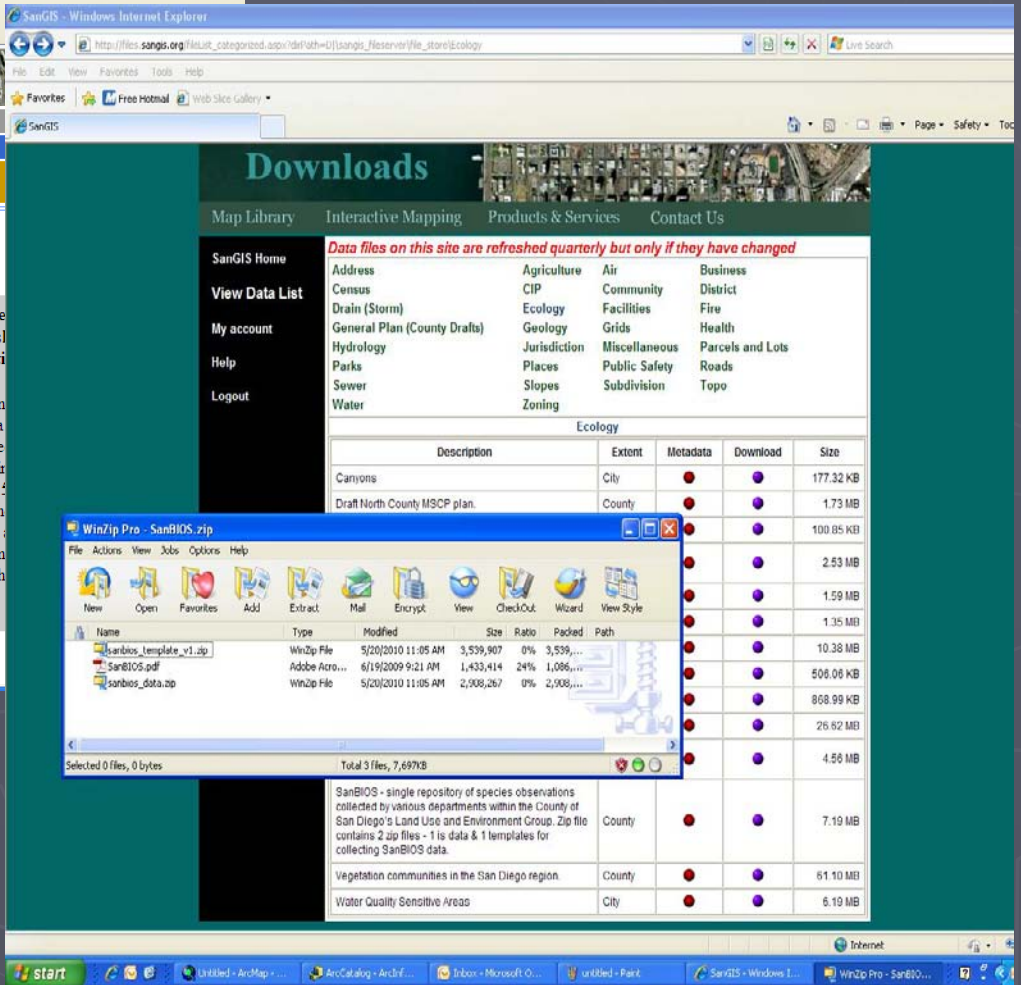 SanGIS - Windows Internet Explorer
http://files.sangis.org/fileList_categorized.aspx?dirPath=D|\sangis_fileserver\file_store\Ecology
Live Search
File Edit View Favorites Tools Help
Favorites Free Hotmail Web Slice Gallery
SanGIS
Page Safety
Downloads
Map Library Interactive Mapping Products & Services Contact Us
SanGIS Home
View Data List
My account
Help
Logout
Data files on this site are refreshed quarterly but only if they have changed
Address Agriculture Air Business
Census CIP Community District
Drain (Storm) Ecology Facilities Fire
General Plan (County Drafts) Geology Grids Health
Hydrology Jurisdiction Miscellaneous Parcels and Lots
Parks Places Public Safety Roads
Sewer Slopes Subdivision Topo
Water Zoning
Ecology
Description Extent Metadata Download Size
Canyons City 177.32 KB
Draft North County MSCP plan. County 1.73 MB
100.85 KB
2.53 MB
1.59 MB
1.35 MB
10.38 MB
506.06 KB
868.99 KB
26.62 MB
4.56 MB
WinZip Pro - SanBIOS.zip
File Actions View Jobs Options Help
New Open Favorites Add Extract Mail Encrypt View CheckOut Wizard View Style
Name Type Modified Size Ratio Packed Path
sanbios_template_v1.zip WinZip File 5/20/2010 11:05 AM 3,539,907 0% 3,539,...
SanBIOS.pdf Adobe Acro... 6/19/2009 9:21 AM 1,433,414 24% 1,086,...
sanbios_data.zip WinZip File 5/20/2010 11:05 AM 2,908,267 0% 2,908,...
Selected 0 files, 0 bytes Total 3 files, 7,697KB
SanBIOS - single repository of species observations
collected by various departments within the County of
San Diego's Land Use and Environment Group. Zip file County 7.19 MB
contains 2 zip files - 1 is data & 1 templates for
collecting SanBIOS data.
Vegetation communities in the San Diego region. County 61.10 MB
Water Quality Sensitive Areas City 6.19 MB
Internet
start Untitled - ArcMap - ... ArcCatalog - ArcInf... Inbox - Microsoft O... untitled - Paint SanGIS - Windows I... WinZip Pro - SanBIO...